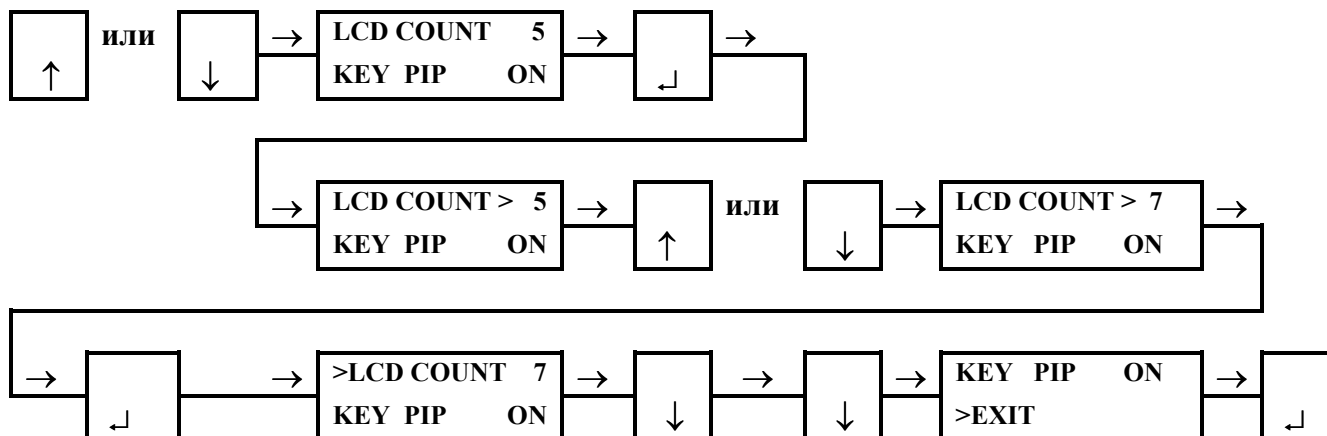 ↑ или ↓ → LCD COUNT 5 → ↵ →
KEY PIP ON
→ LCD COUNT > 5 → ↑ или ↓ → LCD COUNT > 7 →
KEY PIP ON KEY PIP ON
→ ↵ → >LCD COUNT 7 → ↓ → ↓ → KEY PIP ON → ↵
KEY PIP ON >EXIT